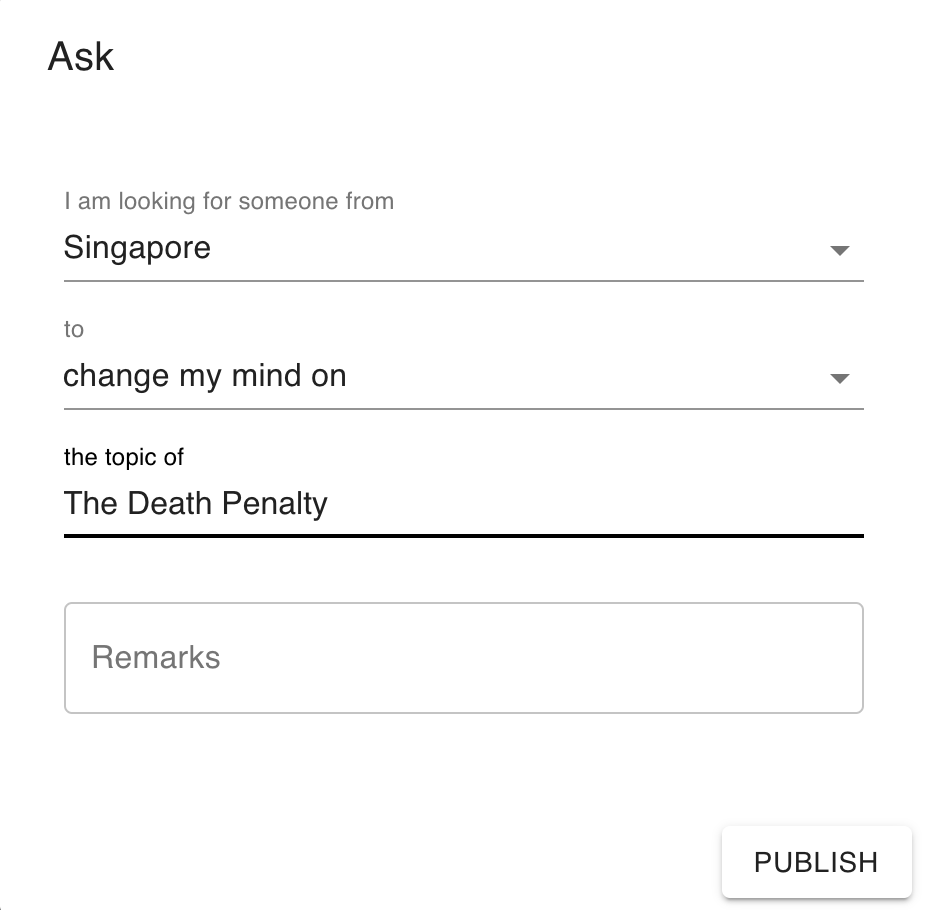 Ask
I am looking for someone from
Singapore
to
change my mind on
the topic of
The Death Penalty
Remarks
PUBLISH